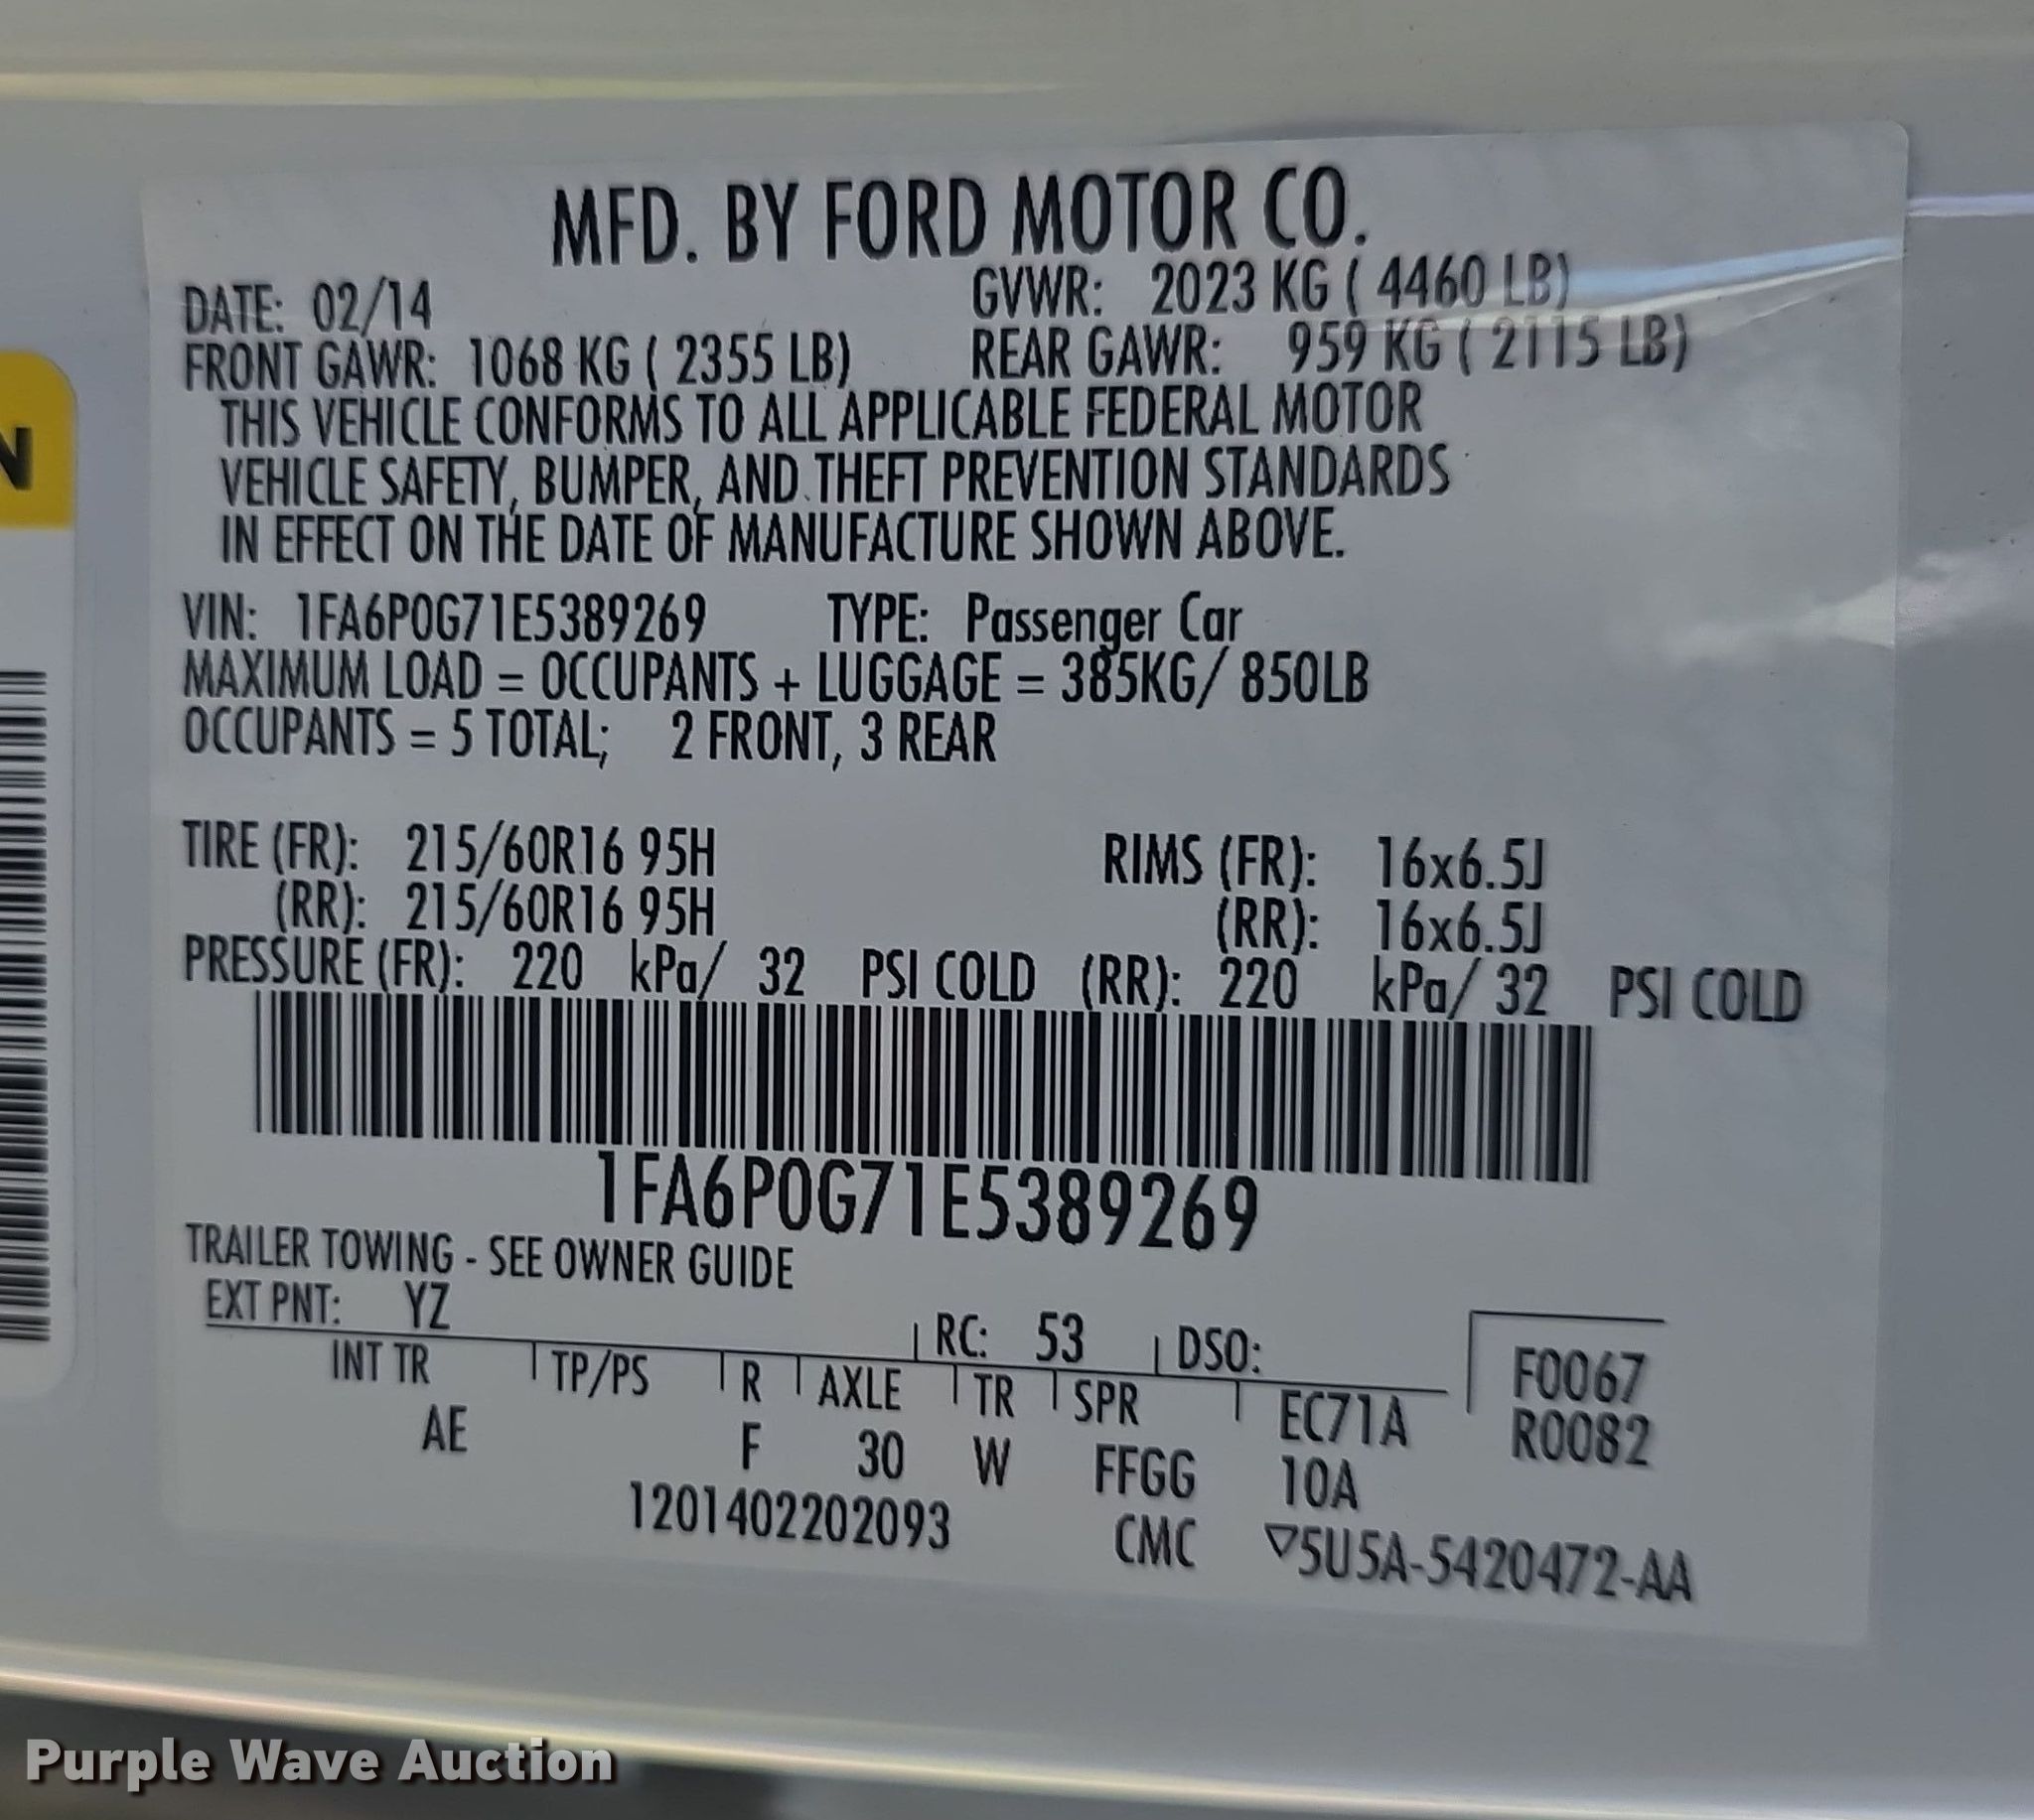 MFD. BY FORD MOTOR CO.
DATE: 02/14 GVWR: 2023 KG ( 4460 LB)
FRONT GAWR: 1068 KG ( 2355 LB) REAR GAWR: 959 KG ( 2115 LB)
THIS VEHICLE CONFORMS TO ALL APPLICABLE FEDERAL MOTOR
VEHICLE SAFETY, BUMPER, AND THEFT PREVENTION STANDARDS
IN EFFECT ON THE DATE OF MANUFACTURE SHOWN ABOVE.
VIN: 1FA6P0G71E5389269 TYPE: Passenger Car
MAXIMUM LOAD = OCCUPANTS + LUGGAGE = 385KG/ 850LB
OCCUPANTS = 5 TOTAL; 2 FRONT, 3 REAR
TIRE (FR): 215/60R16 95H RIMS (FR): 16x6.5J
(RR): 215/60R16 95H (RR): 16x6.5J
PRESSURE (FR): 220 kPa/ 32 PSI COLD (RR): 220 kPa/ 32 PSI COLD
1FA6P0G71E5389269
TRAILER TOWING - SEE OWNER GUIDE
EXT PNT: YZ RC: 53 DSO: F0067
INT TR TP/PS R AXLE TR SPR EC71A R0082
AE F 30 W FFGG 10A
1201402202093 CMC ▽5U5A-5420472-AA
N
Purple Wave Auction